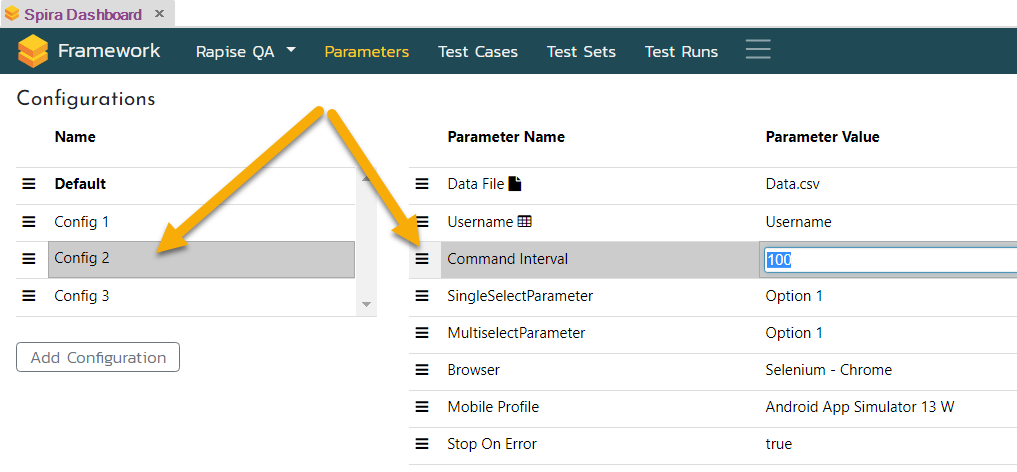 Spira Dashboard ×
Framework Rapise QA Parameters Test Cases Test Sets Test Runs
Configurations
Name Parameter Name Parameter Value
Default Data File Data.csv
Config 1 Username Username
Config 2 Command Interval 100
Config 3 SingleSelectParameter Option 1
MultiselectParameter Option 1
Add Configuration
Browser Selenium - Chrome
Mobile Profile Android App Simulator 13 W
Stop On Error true